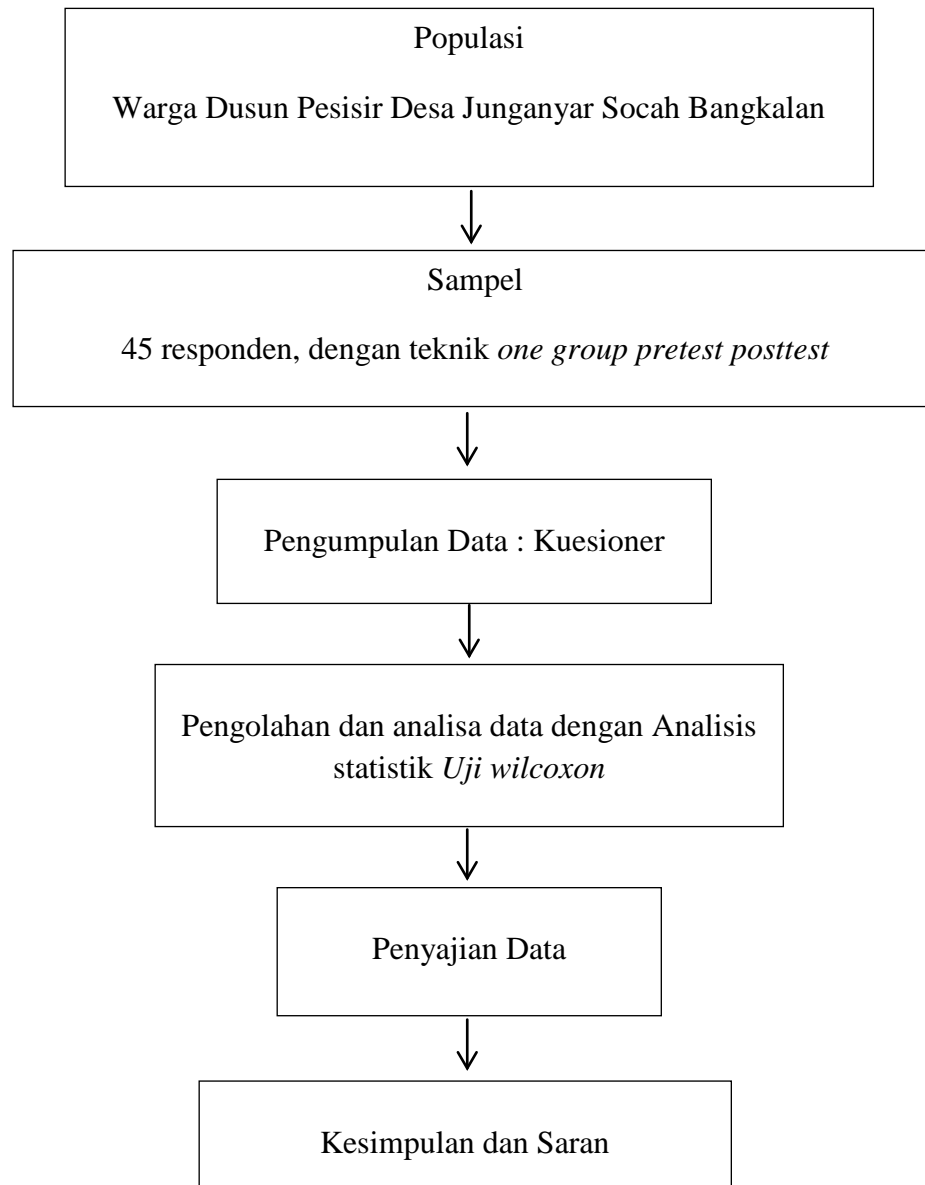 Populasi
Warga Dusun Pesisir Desa Junganyar Socah Bangkalan
Sampel
45 responden, dengan teknik one group pretest posttest
Pengumpulan Data : Kuesioner
Pengolahan dan analisa data dengan Analisis
statistik Uji wilcoxon
Penyajian Data
Kesimpulan dan Saran